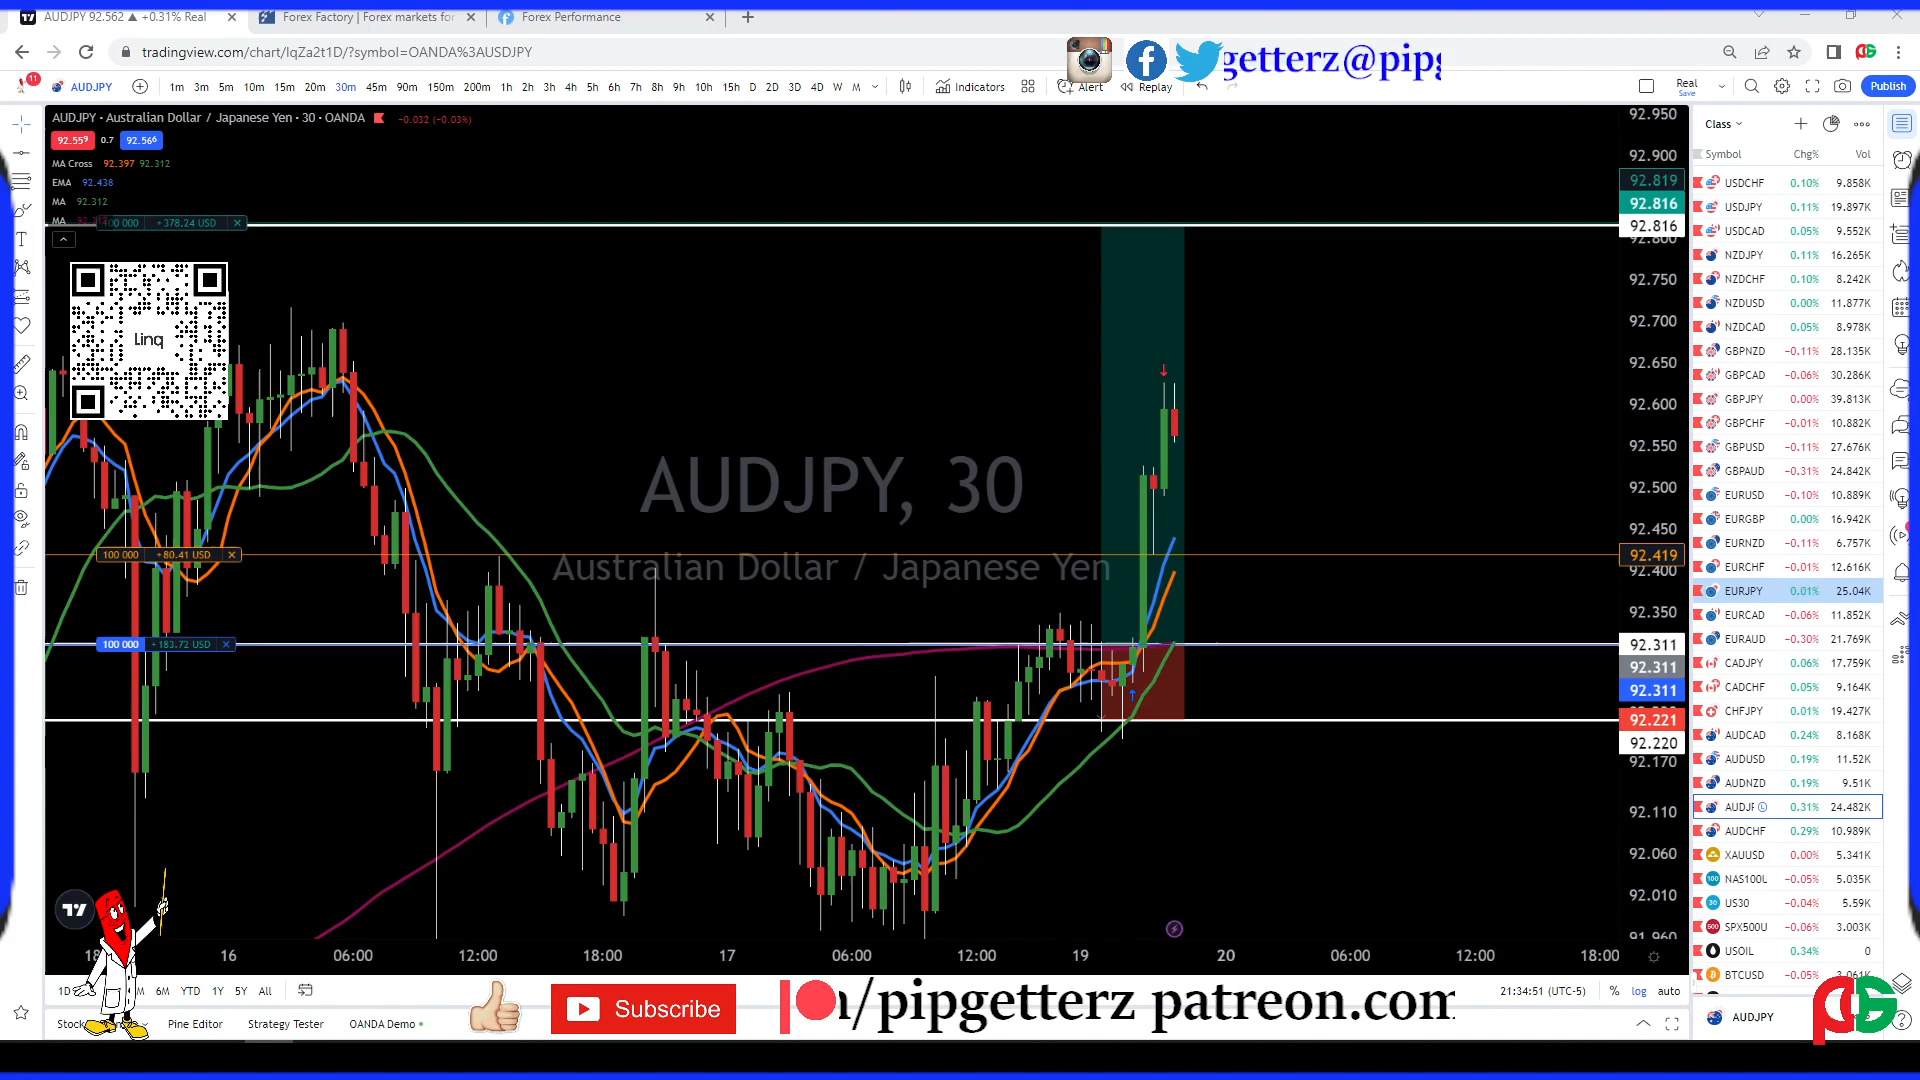 AUDJPY 92.562 ▲ +0.31% Real
Forex Factory | Forex markets for
Forex Performance
tradingview.com/chart/IqZa2t1D/?symbol=OANDA%3AUSDJPY
getterz@pip
11 AUDJPY 1m 3m 5m 10m 15m 20m 30m 45m 90m 150m 200m 1h 2h 3h 4h 5h 6h 7h 8h 9h 10h 15h D 2D 3D 4D W M Indicators Alert Replay Real Save Publish
AUDJPY · Australian Dollar / Japanese Yen · 30 · OANDA −0.032 (−0.03%)
92.559 0.7 92.566
MA Cross 92.397 92.312
EMA 92.438
MA 92.312
MA
+378.24 USD
Linq
AUDJPY, 30
Australian Dollar / Japanese Yen
100 000 +80.41 USD
100 000 +183.72 USD
92.950
92.900
92.819
92.816
92.816
92.800
92.750
92.700
92.650
92.600
92.550
92.500
92.450
92.419
92.400
92.350
92.311
92.311
92.311
92.221
92.220
92.170
92.110
92.060
92.010
91.960
16 06:00 12:00 18:00 17 06:00 12:00 19 20 06:00 12:00 18:00
Class
Symbol Chg% Vol
USDCHF 0.10% 9.858K
USDJPY 0.11% 19.897K
USDCAD 0.05% 9.552K
NZDJPY 0.11% 16.265K
NZDCHF 0.10% 8.242K
NZDUSD 0.00% 11.877K
NZDCAD 0.05% 8.978K
GBPNZD −0.11% 28.135K
GBPCAD −0.06% 30.286K
GBPJPY 0.00% 39.813K
GBPCHF −0.01% 10.882K
GBPUSD −0.11% 27.676K
GBPAUD −0.31% 24.842K
EURUSD −0.10% 10.889K
EURGBP 0.00% 16.942K
EURNZD −0.11% 6.757K
EURCHF −0.01% 12.616K
EURJPY 0.01% 25.04K
EURCAD −0.06% 11.852K
EURAUD −0.30% 21.769K
CADJPY 0.06% 17.759K
CADCHF 0.05% 9.164K
CHFJPY 0.01% 19.427K
AUDCAD 0.24% 8.168K
AUDUSD 0.19% 11.52K
AUDNZD 0.19% 9.51K
AUDJF 0.31% 24.482K
AUDCHF 0.29% 10.989K
XAUUSD 0.00% 5.341K
NAS100U −0.05% 5.035K
US30 −0.04% 5.59K
SPX500U −0.06% 3.003K
USOIL 0.34% 0
BTCUSD −0.05% 3.061K
AUDJPY
1D M 6M YTD 1Y 5Y All
21:34:51 (UTC-5) % log auto
Stock Pine Editor Strategy Tester OANDA Demo
Subscribe
/pipgetterz patreon.com
PG